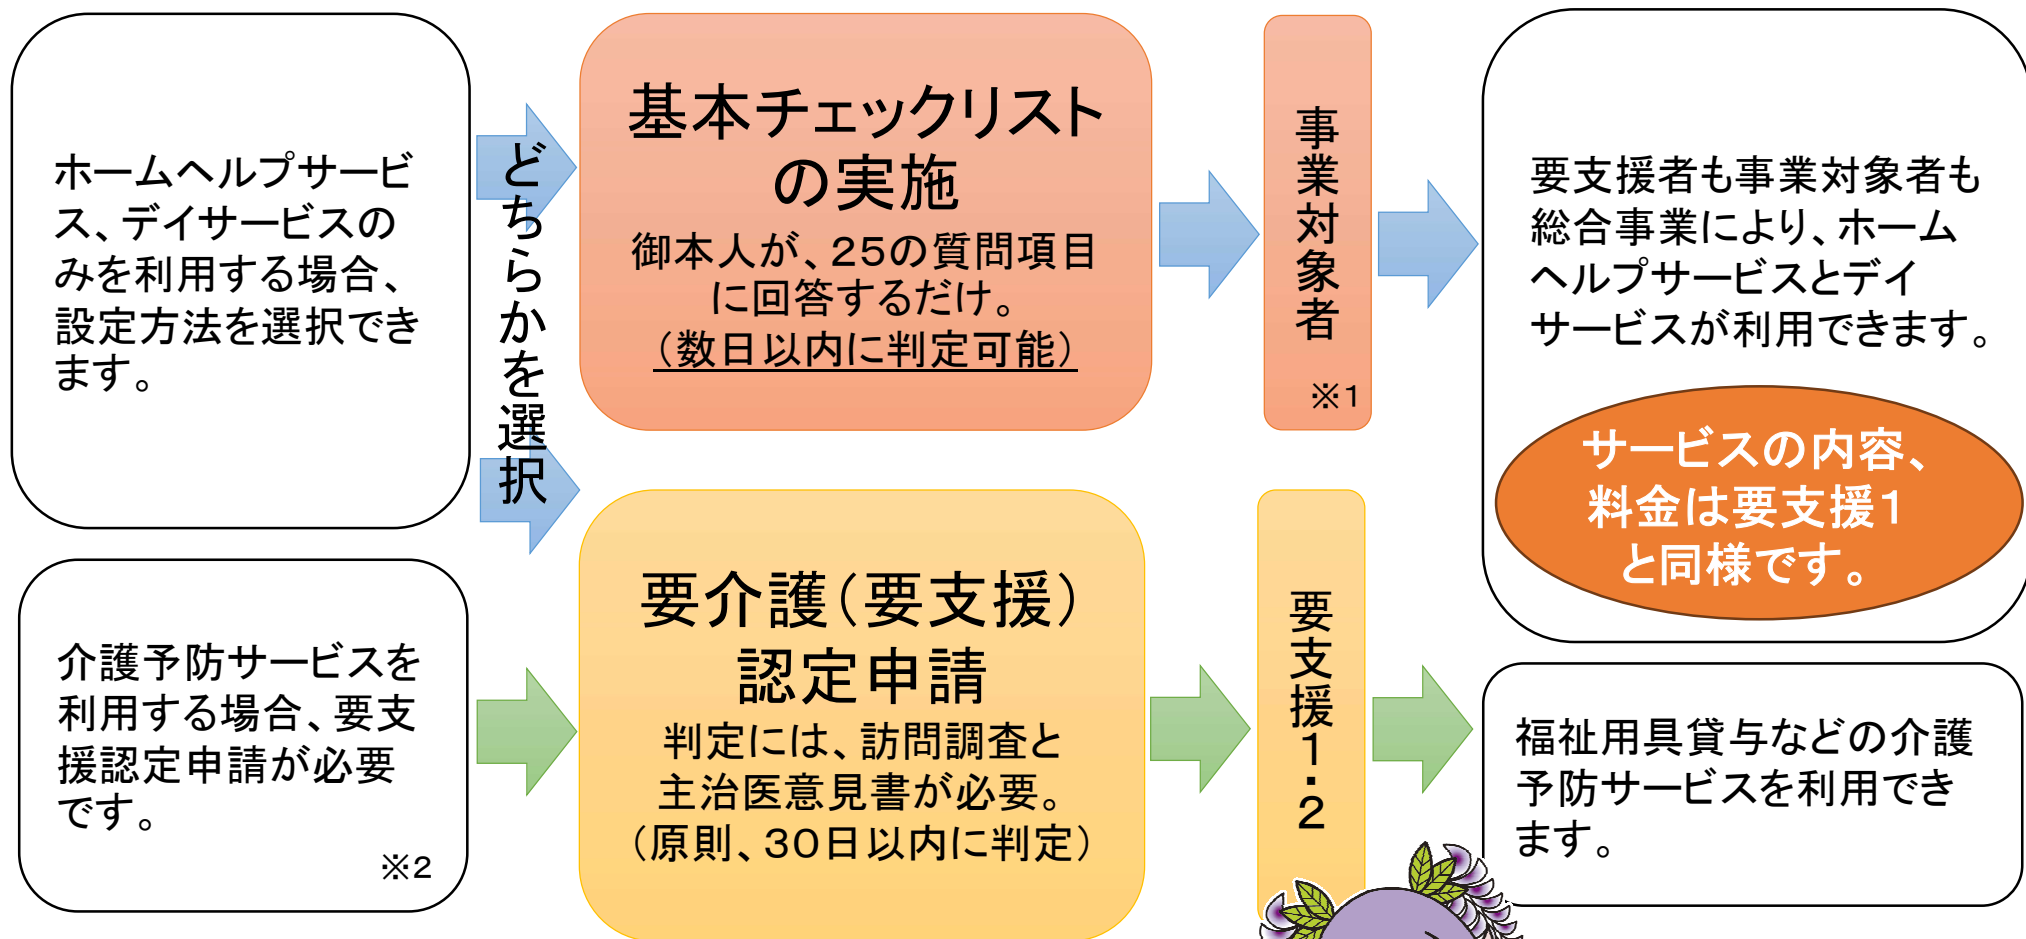 ホームヘルプサービ
ス、デイサービスの
みを利用する場合、
設定方法を選択でき
ます。
どちらかを選択
基本チェックリスト
の実施
御本人が、25の質問項目
に回答するだけ。
（数日以内に判定可能）
事業対象者
※1
要支援者も事業対象者も
総合事業により、ホーム
ヘルプサービスとデイ
サービスが利用できます。
サービスの内容、
料金は要支援1
と同様です。
介護予防サービスを
利用する場合、要支
援認定申請が必要
です。
※2
要介護（要支援）
認定申請
判定には、訪問調査と
主治医意見書が必要。
（原則、30日以内に判定）
要支援1・2
福祉用具貸与などの介護
予防サービスを利用でき
ます。